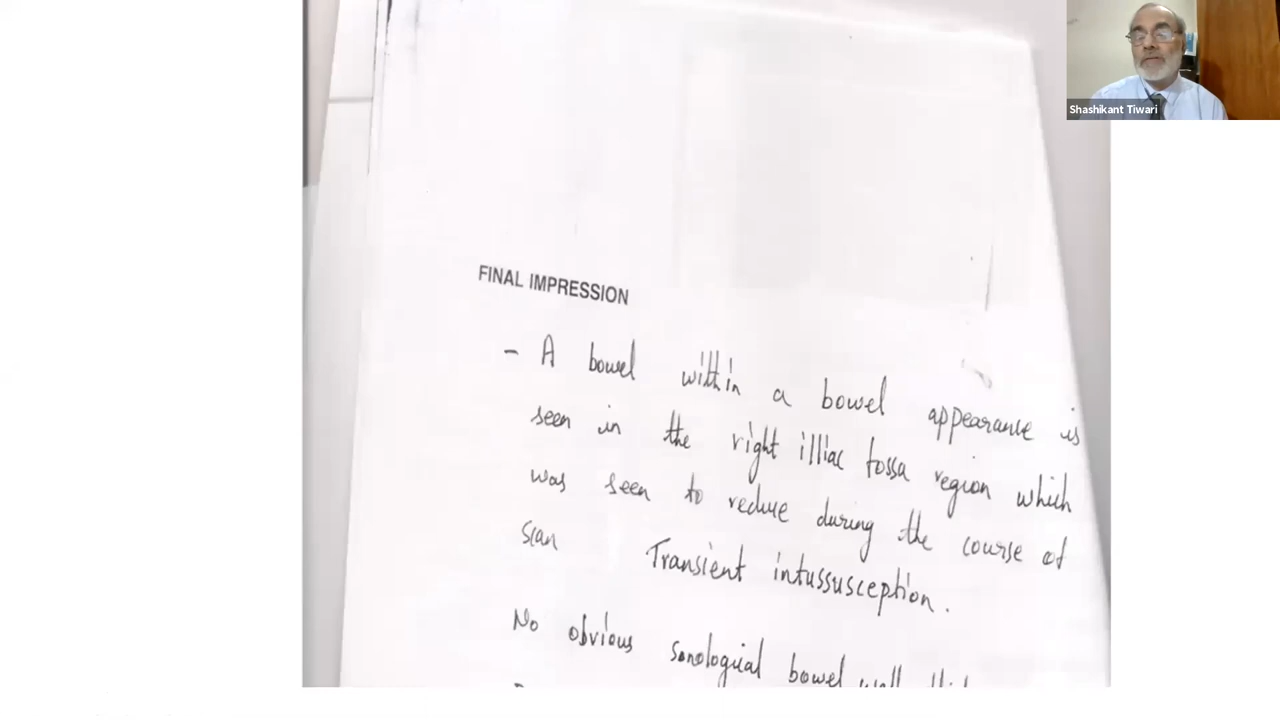 Shashikant Tiwari
FINAL IMPRESSION
- A bowel within a bowel appearance is
seen in the right illiac fossa region which
was seen to reduce during the course of
scan Transient intussusception.
No obvious sonological bowel wall